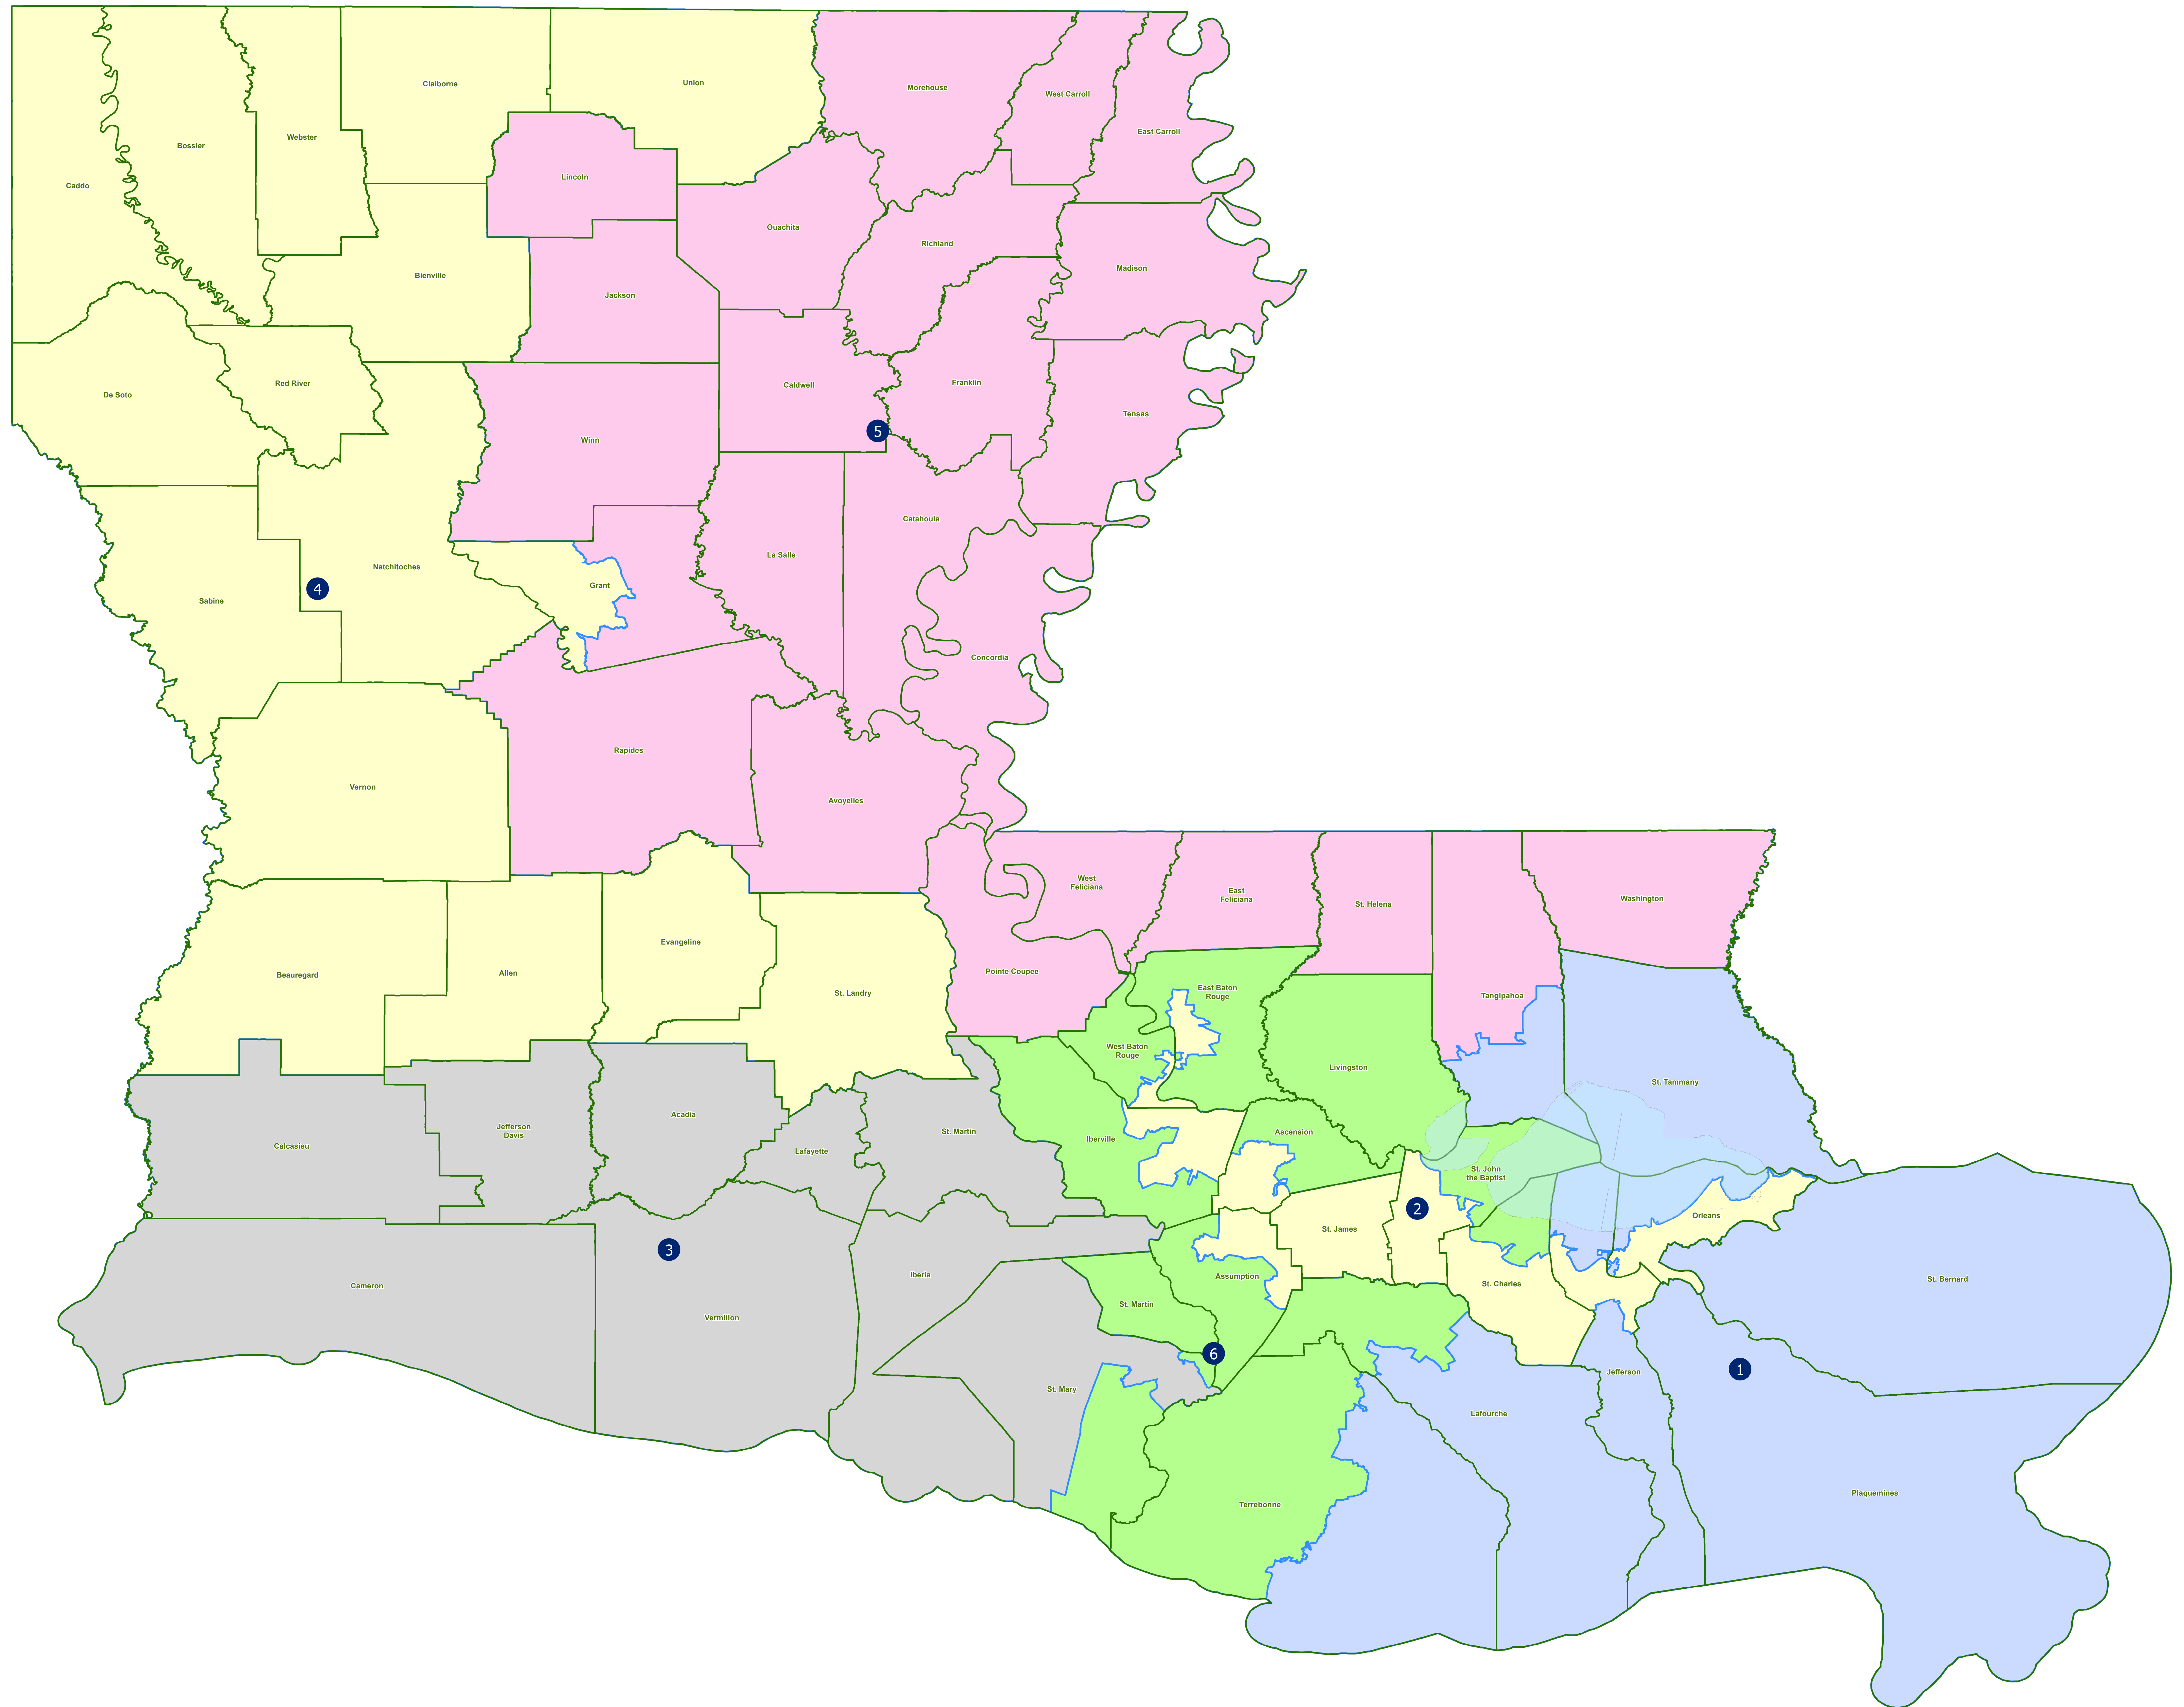 Claiborne
Union
Morehouse
West Carroll
East Carroll
Webster
Bossier
Caddo
Lincoln
Ouachita
Richland
Madison
Bienville
Jackson
De Soto
Red River
Caldwell
Franklin
Tensas
5
Winn
Catahoula
La Salle
Natchitoches
Grant
4
Sabine
Concordia
Rapides
Vernon
Avoyelles
West
Feliciana
East
Feliciana
St. Helena
Washington
Evangeline
Beauregard
Allen
Pointe Coupee
St. Landry
East Baton
Rouge
Tangipahoa
West Baton
Rouge
Livingston
St. Tammany
Acadia
Jefferson
Davis
Calcasieu
Lafayette
St. Martin
Iberville
Ascension
St. John
the Baptist
2
Orleans
St. James
3
Cameron
Iberia
Assumption
St. Charles
St. Bernard
Vermilion
St. Martin
6
1
St. Mary
Jefferson
Lafourche
Terrebonne
Plaquemines